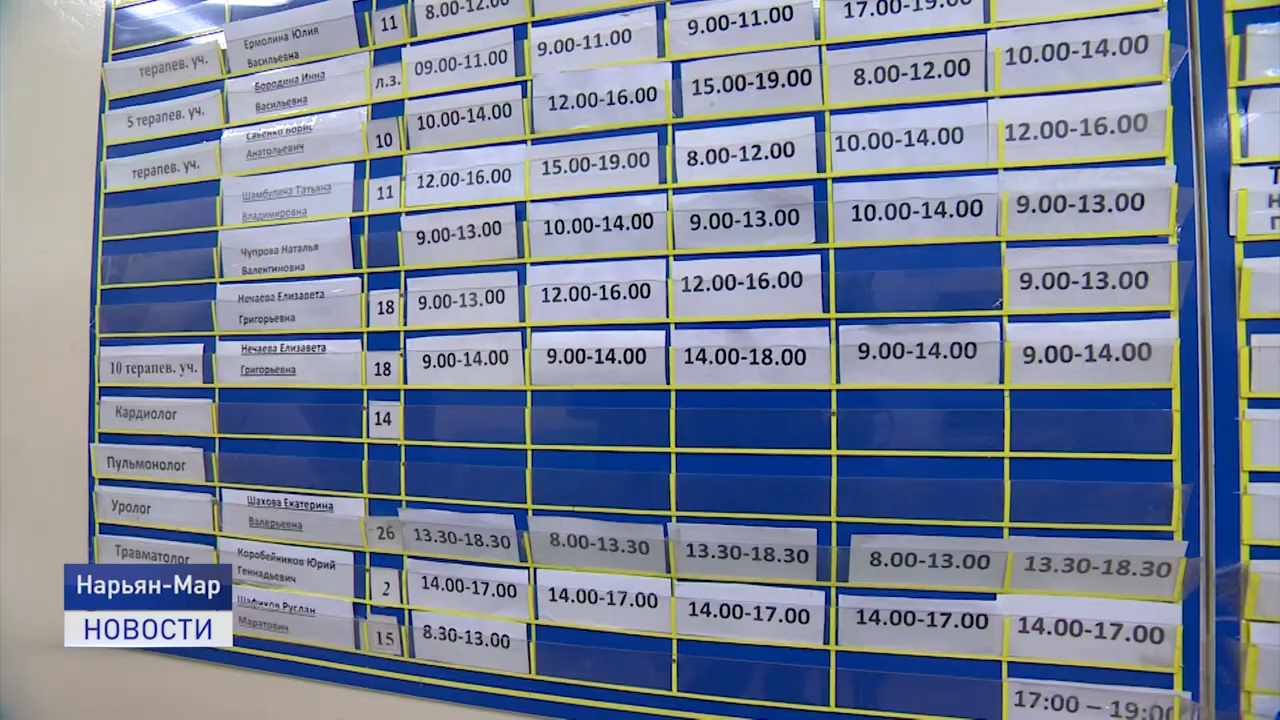 8.00-12.00
17.00-19.00
Ермолина Юлия
Васильевна
11
9.00-11.00
9.00-11.00
терапев. уч.
Бородина Инна
Васильевна
л.з.
09.00-11.00
12.00-16.00
15.00-19.00
8.00-12.00
10.00-14.00
5 терапев. уч.
Савенко Борис
Анатольевич
10
10.00-14.00
15.00-19.00
8.00-12.00
10.00-14.00
12.00-16.00
терапев. уч.
Шамбулина Татьяна
Владимировна
11
12.00-16.00
10.00-14.00
9.00-13.00
10.00-14.00
9.00-13.00
Чупрова Наталья
Валентиновна
9.00-13.00
12.00-16.00
12.00-16.00
9.00-13.00
Нечаева Елизавета
Григорьевна
18
9.00-13.00
10 терапев. уч.
Нечаева Елизавета
Григорьевна
18
9.00-14.00
9.00-14.00
14.00-18.00
9.00-14.00
9.00-14.00
Кардиолог
14
Пульмонолог
Уролог
Шахова Екатерина
Валерьевна
26
13.30-18.30
8.00-13.30
13.30-18.30
8.00-13.00
13.30-18.30
Травматолог
Коробейников Юрий
Геннадьевич
2
14.00-17.00
14.00-17.00
14.00-17.00
14.00-17.00
14.00-17.00
Шафиков Руслан
Маратович
15
8.30-13.00
17:00 – 19:00
Нарьян-Мар
НОВОСТИ